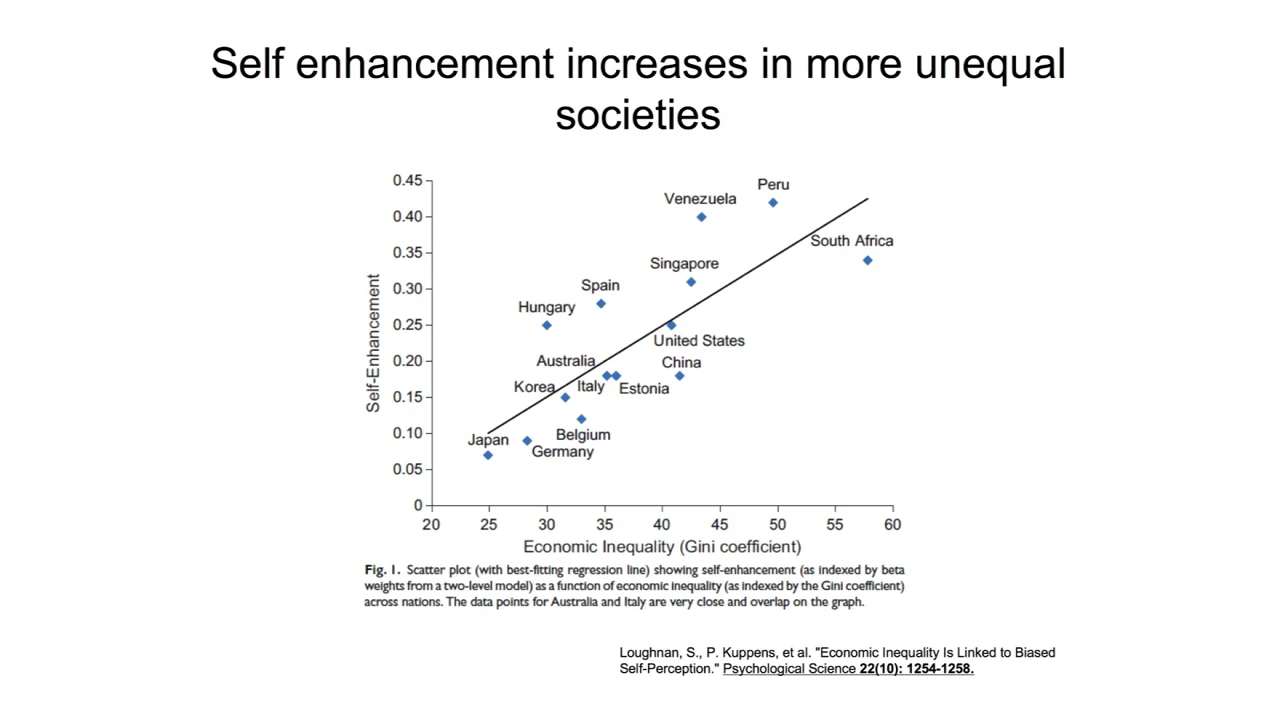 Self enhancement increases in more unequal
societies
0.45
0.40
0.35
0.30
0.25
0.20
0.15
0.10
0.05
0
Self-Enhancement
Peru
Venezuela
South Africa
Singapore
Spain
Hungary
United States
Australia
China
Korea
Italy
Estonia
Belgium
Japan
Germany
20 25 30 35 40 45 50 55 60
Economic Inequality (Gini coefficient)
Fig. 1. Scatter plot (with best-fitting regression line) showing self-enhancement (as indexed by beta
weights from a two-level model) as a function of economic inequality (as indexed by the Gini coefficient)
across nations. The data points for Australia and Italy are very close and overlap on the graph.
Loughnan, S., P. Kuppens, et al. "Economic Inequality Is Linked to Biased
Self-Perception." Psychological Science 22(10): 1254-1258.